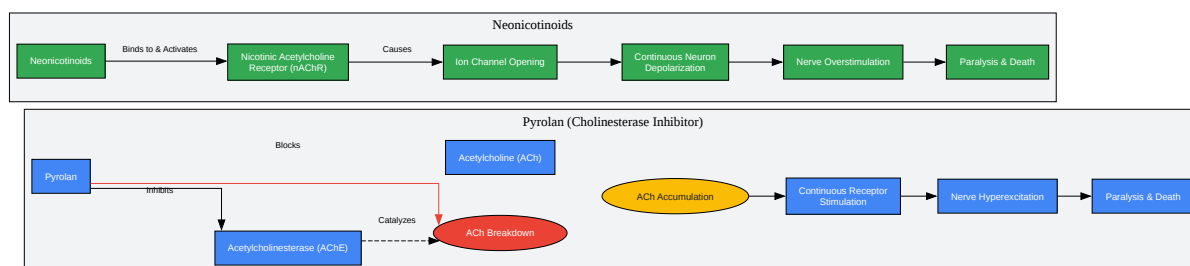 Neonicotinoids
Neonicotinoids
Binds to & Activates
Nicotinic Acetylcholine
Receptor (nAChR)
Causes
Ion Channel Opening
Continuous Neuron
Depolarization
Nerve Overstimulation
Paralysis & Death
Pyrolan (Cholinesterase Inhibitor)
Blocks
Acetylcholine (ACh)
Pyrolan
Inhibits
ACh Accumulation
Continuous Receptor
Stimulation
Nerve Hyperexcitation
Paralysis & Death
Catalyzes
ACh Breakdown
Acetylcholinesterase (AChE)